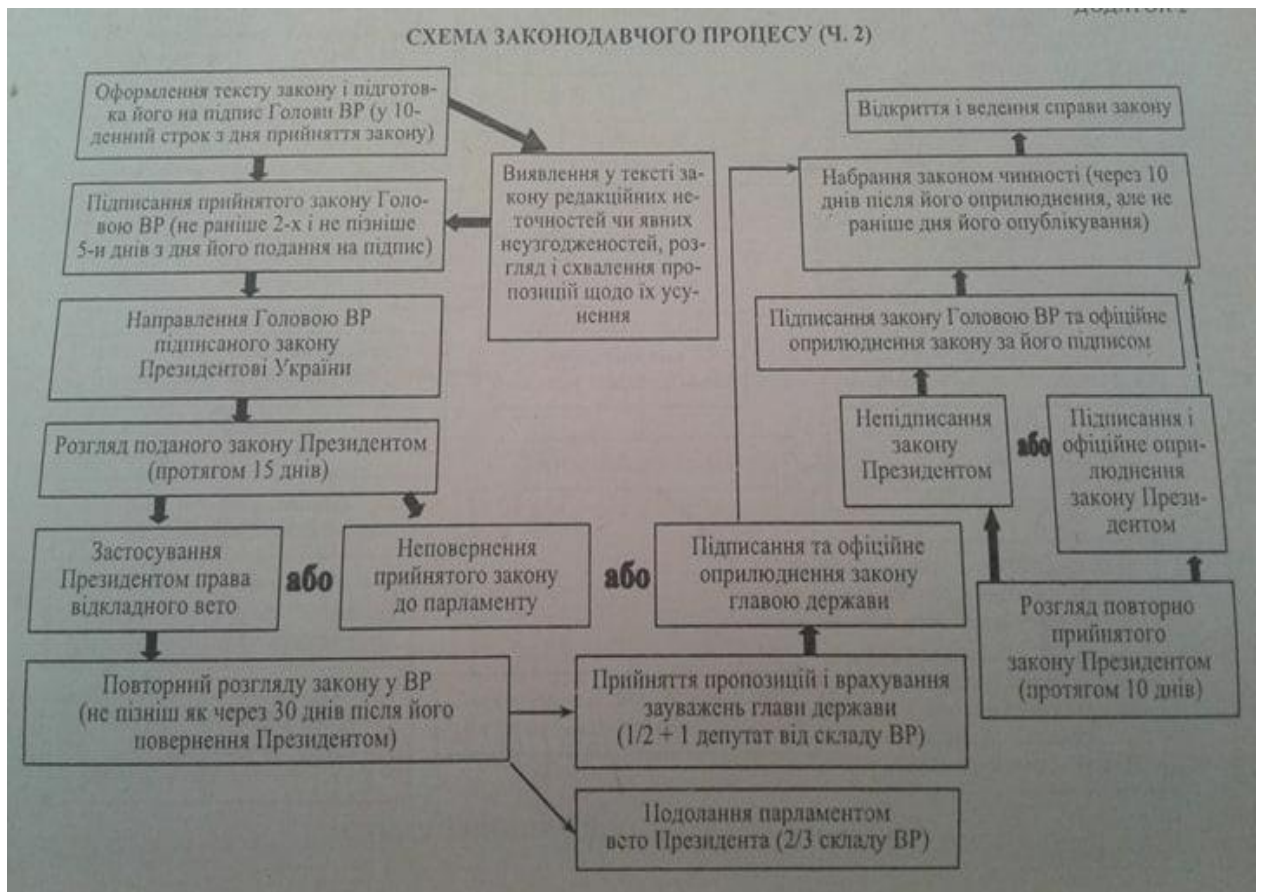 СХЕМА ЗАКОНОДАВЧОГО ПРОЦЕСУ (Ч. 2)
Оформлення тексту закону і підготов-
ка його на підпис Голови ВР (у 10-
денний строк з дня прийняття закону)
Виявлення у тексті за-
кону редакційних не-
точностей чи явних
неузгодженостей, роз-
гляд і схвалення про-
позицій щодо їх усу-
нення
Підписання прийнятого закону Голо-
вою ВР (не раніше 2-х і не пізніше
5-и днів з дня його подання на підпис)
Направлення Головою ВР
підписаного закону
Президентові України
Розгляд поданого закону Президентом
(протягом 15 днів)
Застосування
Президентом права
відкладного вето
або
Неповернення
прийнятого закону
до парламенту
або
Підписання та офіційне
оприлюднення закону
главою держави
Повторний розгляду закону у ВР
(не пізніш як через 30 днів після його
повернення Президентом)
Прийняття пропозицій і врахування
зауважень глави держави
(1/2 + 1 депутат від складу ВР)
Подолання парламентом
вето Президента (2/3 складу ВР)
Відкриття і ведення справи закону
Набрання законом чинності (через 10
днів після його оприлюднення, але не
раніше дня його опублікування)
Підписання закону Головою ВР та офіційне
оприлюднення закону за його підписом
Непідписання
закону
Президентом
або
Підписання і
офіційне опри-
люднення
закону Прези-
дентом
Розгляд повторно
прийнятого
закону Президентом
(протягом 10 днів)